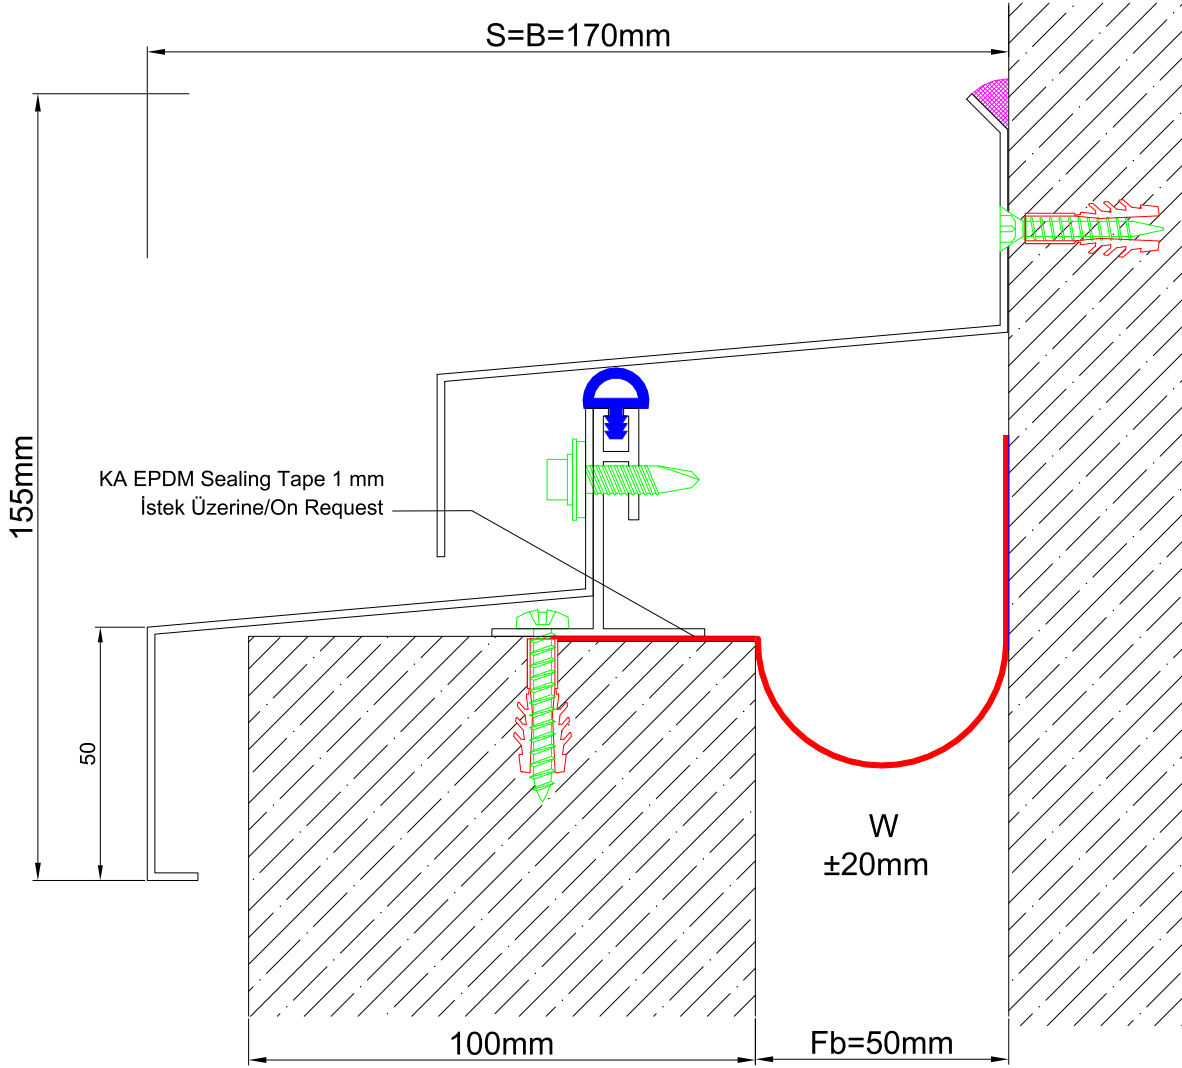 S=B=170mm
155mm
KA EPDM Sealing Tape 1 mm
İstek Üzerine/On Request
50
W
±20mm
100mm
Fb=50mm